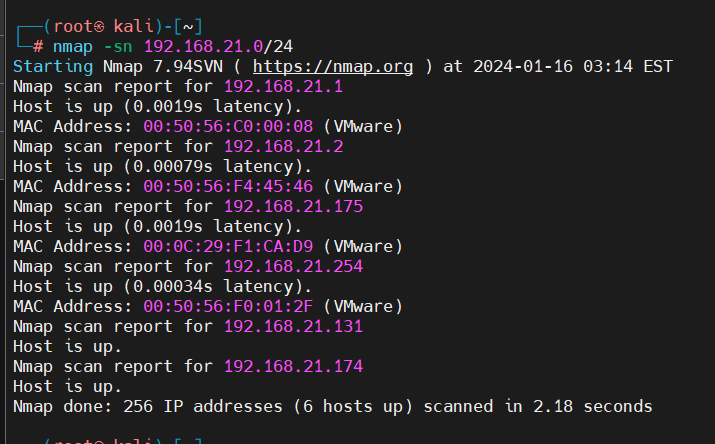 ┌──(root㉿kali)-[~]
└─# nmap -sn 192.168.21.0/24
Starting Nmap 7.94SVN ( https://nmap.org ) at 2024-01-16 03:14 EST
Nmap scan report for 192.168.21.1
Host is up (0.0019s latency).
MAC Address: 00:50:56:C0:00:08 (VMware)
Nmap scan report for 192.168.21.2
Host is up (0.00079s latency).
MAC Address: 00:50:56:F4:45:46 (VMware)
Nmap scan report for 192.168.21.175
Host is up (0.0019s latency).
MAC Address: 00:0C:29:F1:CA:D9 (VMware)
Nmap scan report for 192.168.21.254
Host is up (0.00034s latency).
MAC Address: 00:50:56:F0:01:2F (VMware)
Nmap scan report for 192.168.21.131
Host is up.
Nmap scan report for 192.168.21.174
Host is up.
Nmap done: 256 IP addresses (6 hosts up) scanned in 2.18 seconds